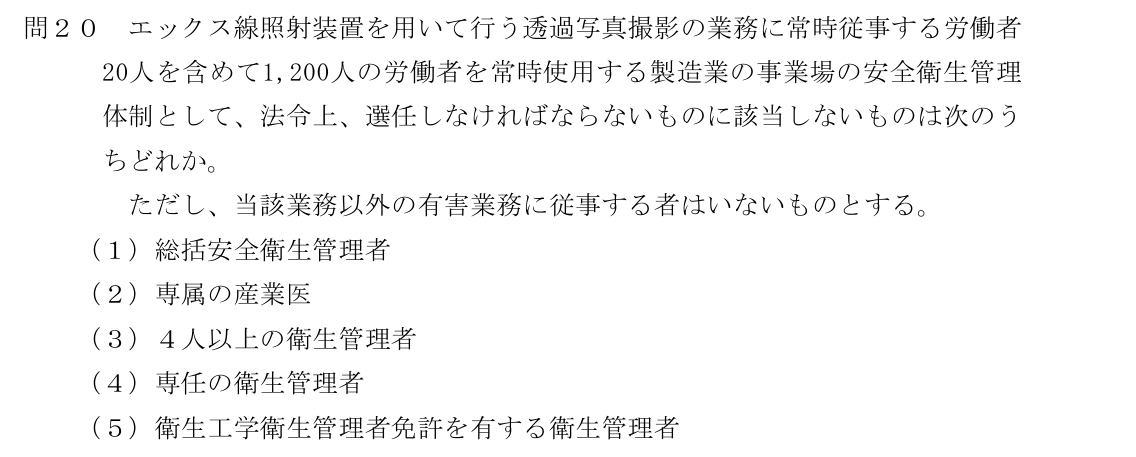 問２０　エックス線照射装置を用いて行う透過写真撮影の業務に常時従事する労働者
20人を含めて1,200人の労働者を常時使用する製造業の事業場の安全衛生管理
体制として、法令上、選任しなければならないものに該当しないものは次のう
ちどれか。
ただし、当該業務以外の有害業務に従事する者はいないものとする。
（１）総括安全衛生管理者
（２）専属の産業医
（３）４人以上の衛生管理者
（４）専任の衛生管理者
（５）衛生工学衛生管理者免許を有する衛生管理者